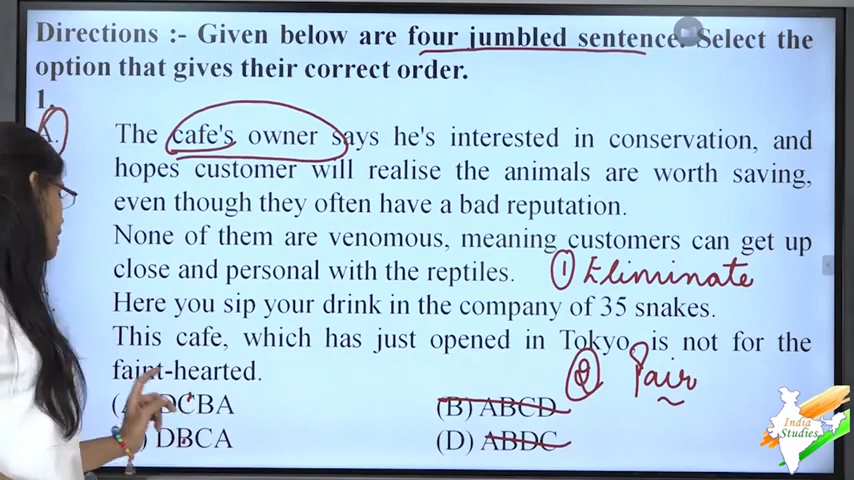 Directions :- Given below are four jumbled sentence. Select the
option that gives their correct order.
1.
A. The cafe's owner says he's interested in conservation, and
hopes customer will realise the animals are worth saving,
even though they often have a bad reputation.
None of them are venomous, meaning customers can get up
close and personal with the reptiles. ① Eliminate
Here you sip your drink in the company of 35 snakes.
This cafe, which has just opened in Tokyo is not for the
faint-hearted. ② Pair
DCBA (B) ABCD
DBCA (D) ABDC
India
Studies